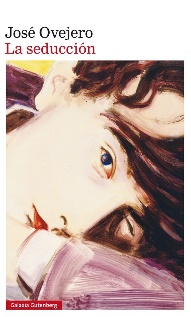 José Ovejero
La seducción
Galaxia Gutenberg